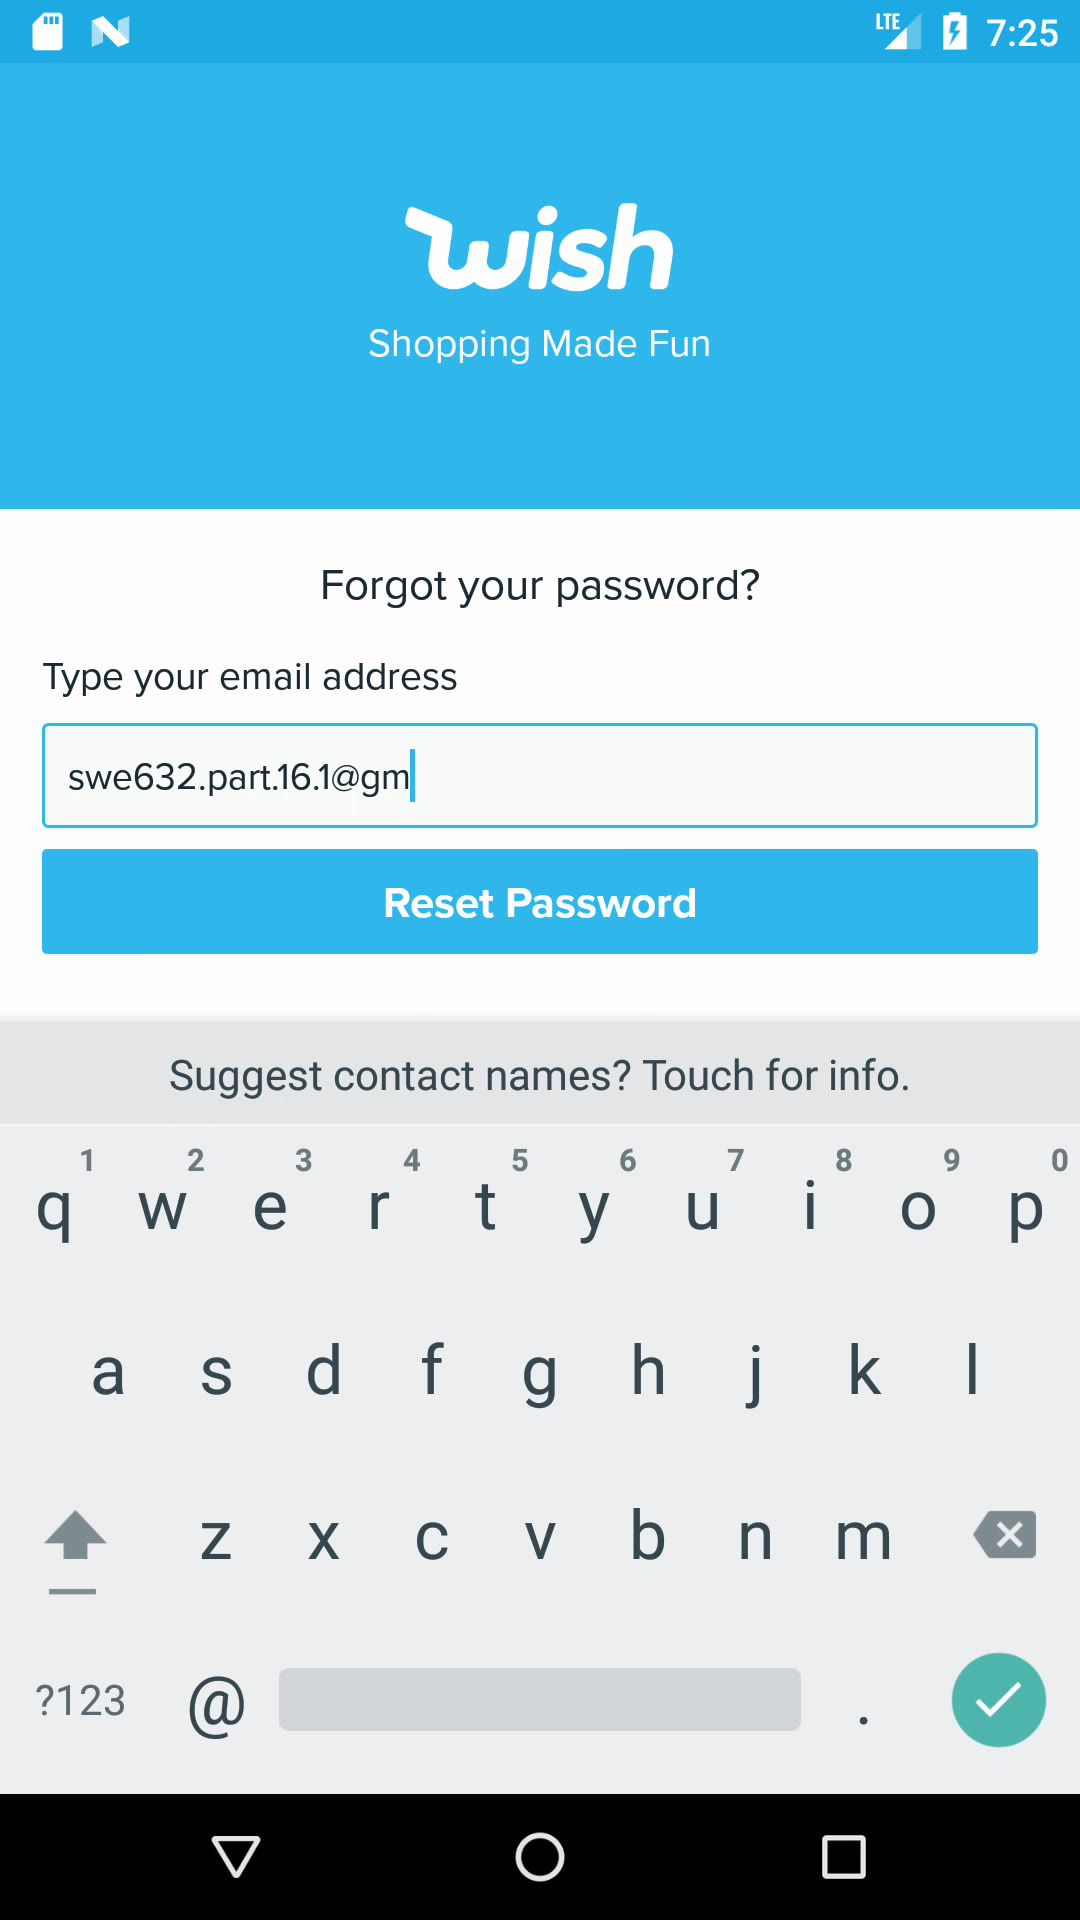 LTE 7:25
wish
Shopping Made Fun
Forgot your password?
Type your email address
swe632.part.16.1@gm
Reset Password
Suggest contact names? Touch for info.
1 2 3 4 5 6 7 8 9 0
q w e r t y u i o p
a s d f g h j k l
z x c v b n m
?123 @ .